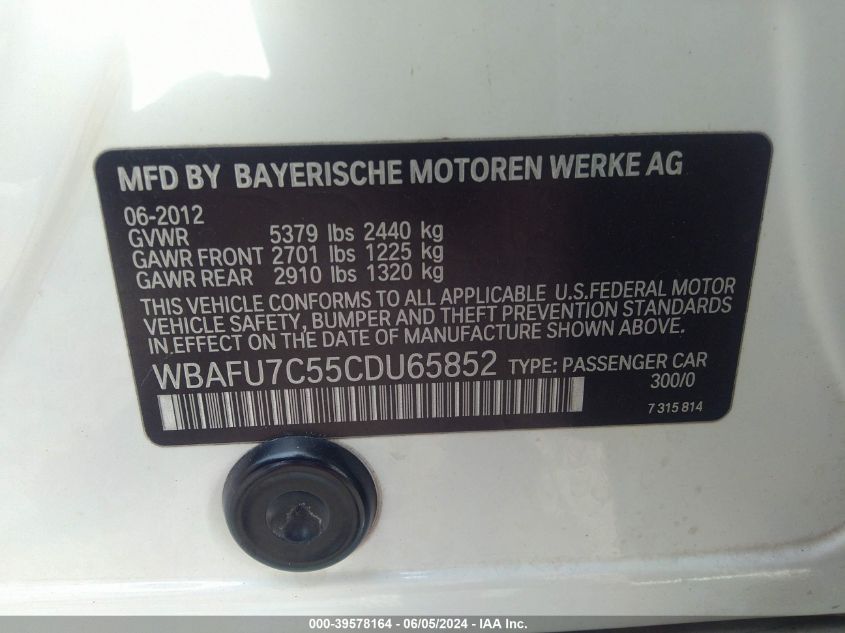 MFD BY BAYERISCHE MOTOREN WERKE AG
06-2012
GVWR 5379 lbs 2440 kg
GAWR FRONT 2701 lbs 1225 kg
GAWR REAR 2910 lbs 1320 kg
THIS VEHICLE CONFORMS TO ALL APPLICABLE U.S.FEDERAL MOTOR
VEHICLE SAFETY, BUMPER AND THEFT PREVENTION STANDARDS
IN EFFECT ON THE DATE OF MANUFACTURE SHOWN ABOVE.
WBAFU7C55CDU65852 TYPE: PASSENGER CAR
300/0
7 315 814
000-39578164 - 06/05/2024 - IAA Inc.